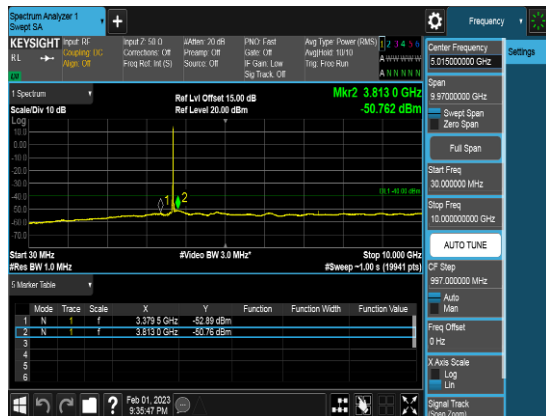 Spectrum Analyzer 1
Swept SA
+
Frequency
KEYSIGHT
RL
Input: RF
Coupling: DC
Align: Off
Input Z: 50 Ω
Corrections: Off
Freq Ref: Int (S)
#Atten: 20 dB
Preamp: Off
Source: Off
PNO: Fast
Gate: Off
IF Gain: Low
Sig Track: Off
Avg Type: Power (RMS)
Avg|Hold: 10/10
Trig: Free Run
1 2 3 4 5 6
A W W W W W
A N N N N N
LV
1 Spectrum
Scale/Div 10 dB
Ref Lvl Offset 15.00 dB
Ref Level 20.00 dBm
Mkr2 3.813 0 GHz
-50.762 dBm
Log
10.0
0.00
-10.0
-20.0
-30.0
-40.0
-50.0
-60.0
-70.0
DL1 -40.00 dBm
1
2
Start 30 MHz
#Res BW 1.0 MHz
#Video BW 3.0 MHz*
Stop 10.000 GHz
#Sweep ~1.00 s (19941 pts)
5 Marker Table
Mode Trace Scale X Y Function Function Width Function Value
1 N 1 f 3.379 5 GHz -52.89 dBm
2 N 1 f 3.813 0 GHz -50.76 dBm
3
4
5
6
Feb 01, 2023
9:35:47 PM
?
Settings
Center Frequency
5.015000000 GHz
Span
9.97000000 GHz
Swept Span
Zero Span
Full Span
Start Freq
30.000000 MHz
Stop Freq
10.000000000 GHz
AUTO TUNE
CF Step
997.000000 MHz
Auto
Man
Freq Offset
0 Hz
X Axis Scale
Log
Lin
Signal Track
(Span Zoom)